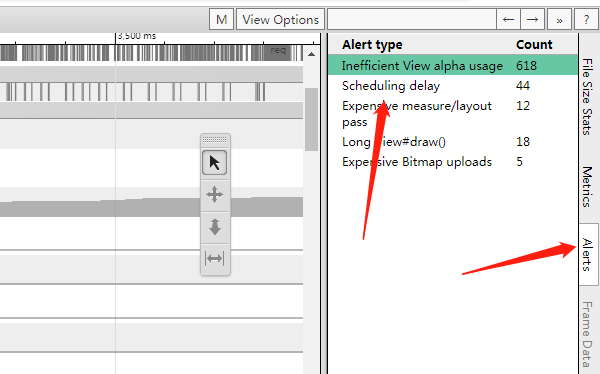 M View Options ← → » ?
3,500 ms
req
Alert type Count
Inefficient View alpha usage 618
Scheduling delay 44
Expensive measure/layout 12
pass
Long View#draw() 18
Expensive Bitmap uploads 5
File Size Stats
Metrics
Alerts
Frame Data